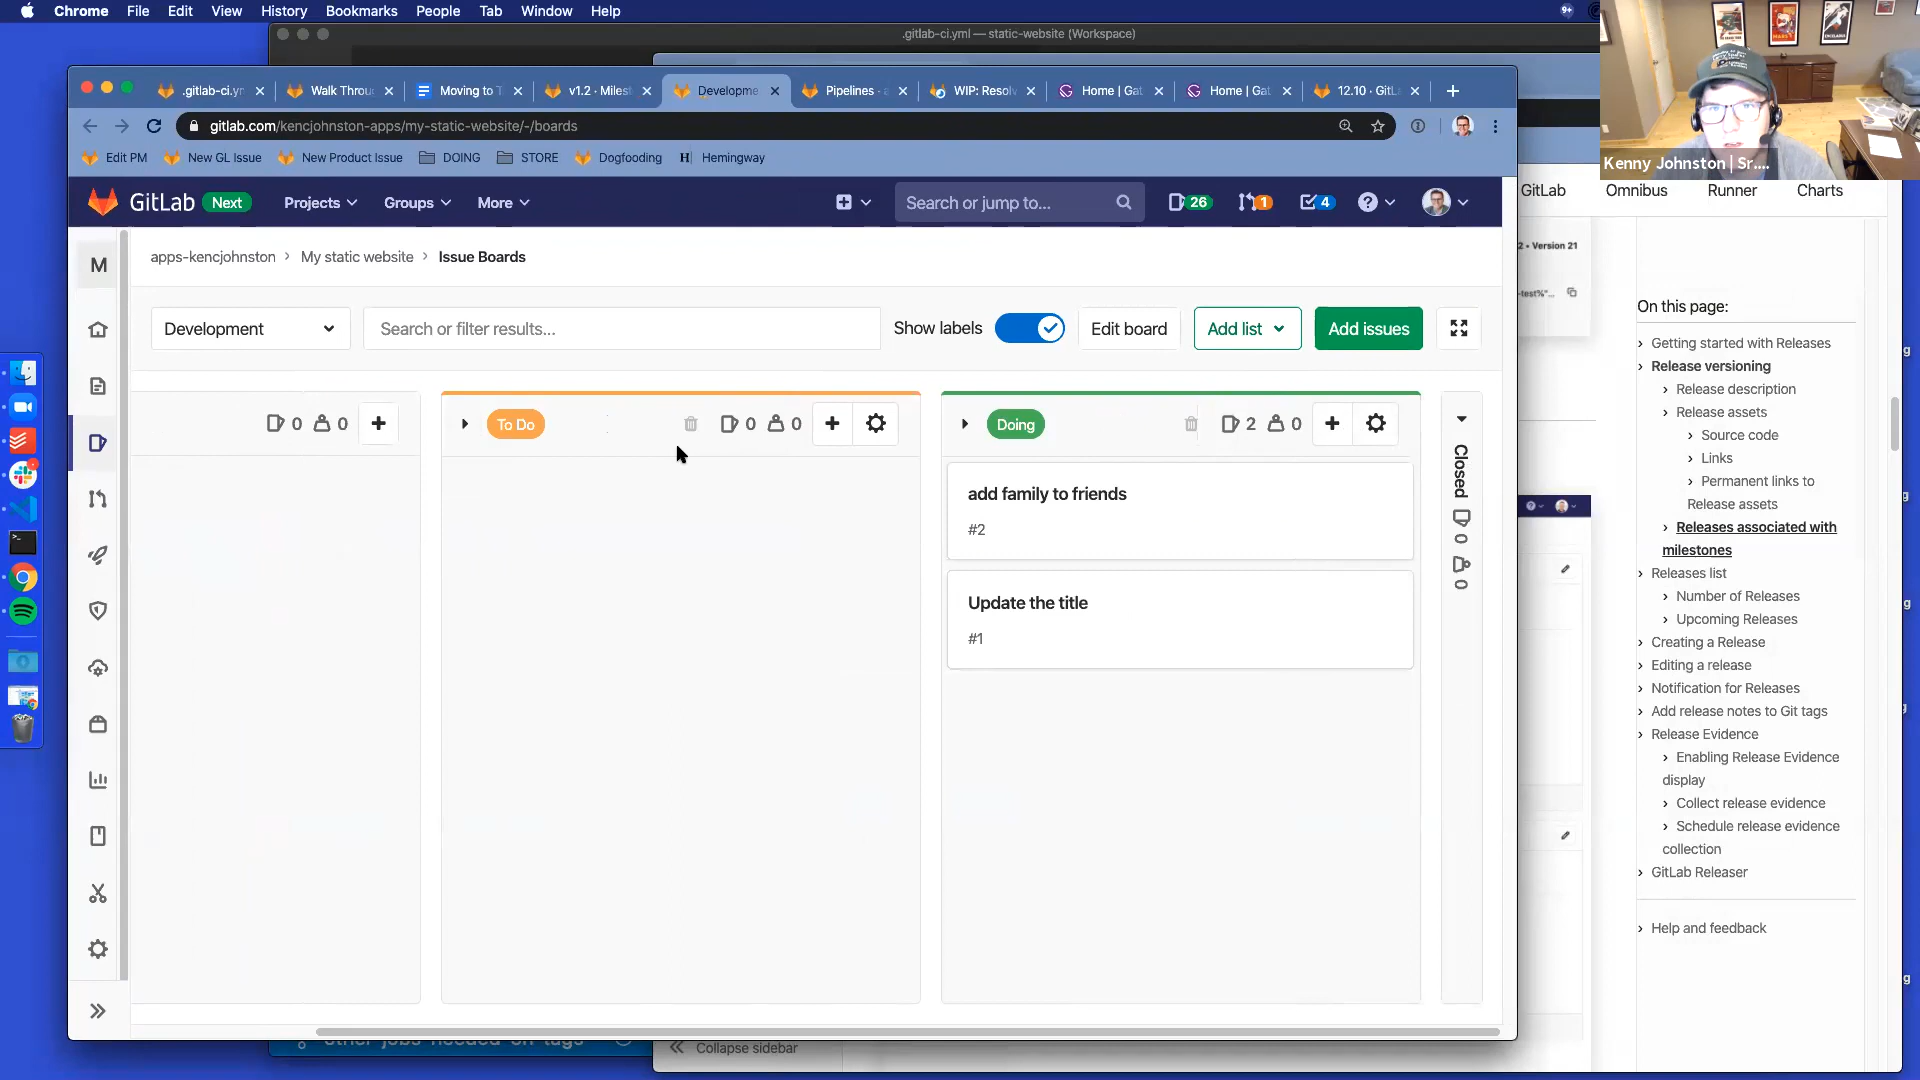 Chrome File Edit View History Bookmarks People Tab Window Help
9+
.gitlab-ci.yml — static-website (Workspace)
.gitlab-ci.yn
Walk Throu
Moving to T
v1.2 · Milest
Developme
Pipelines · a
WIP: Resolv
Home | Gat
Home | Gat
12.10 · GitLa
gitlab.com/kencjohnston-apps/my-static-website/-/boards
Edit PM
New GL Issue
New Product Issue
DOING
STORE
Dogfooding
H Hemingway
Kenny Johnston | Sr....
GitLab Next
Projects
Groups
More
Search or jump to...
26
1
4
GitLab
Omnibus
Runner
Charts
M
apps-kencjohnston › My static website › Issue Boards
2 • Version 21
Development
Search or filter results...
Show labels
Edit board
Add list
Add issues
0 0
To Do
0 0
Doing
2 0
Closed
0
0
add family to friends
#2
Update the title
#1
On this page:
Getting started with Releases
Release versioning
Release description
Release assets
Source code
Links
Permanent links to
Release assets
Releases associated with
milestones
Releases list
Number of Releases
Upcoming Releases
Creating a Release
Editing a release
Notification for Releases
Add release notes to Git tags
Release Evidence
Enabling Release Evidence
display
Collect release evidence
Schedule release evidence
collection
GitLab Releaser
Help and feedback
Collapse sidebar